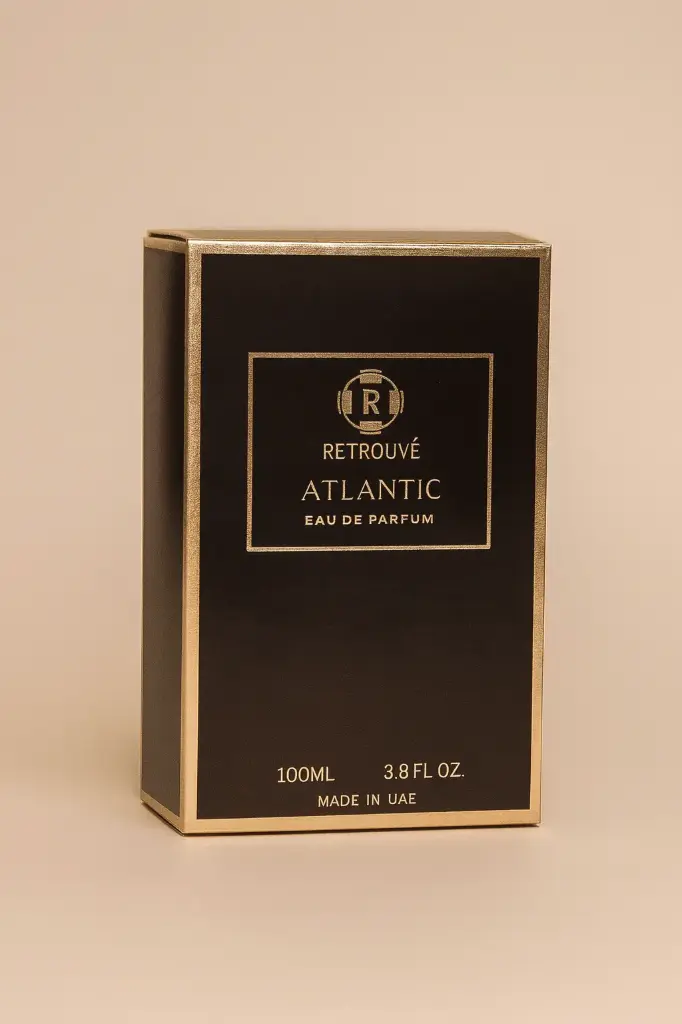 R
RETROUVÉ
ATLANTIC
EAU DE PARFUM
100ML 3.8 FL OZ.
MADE IN UAE